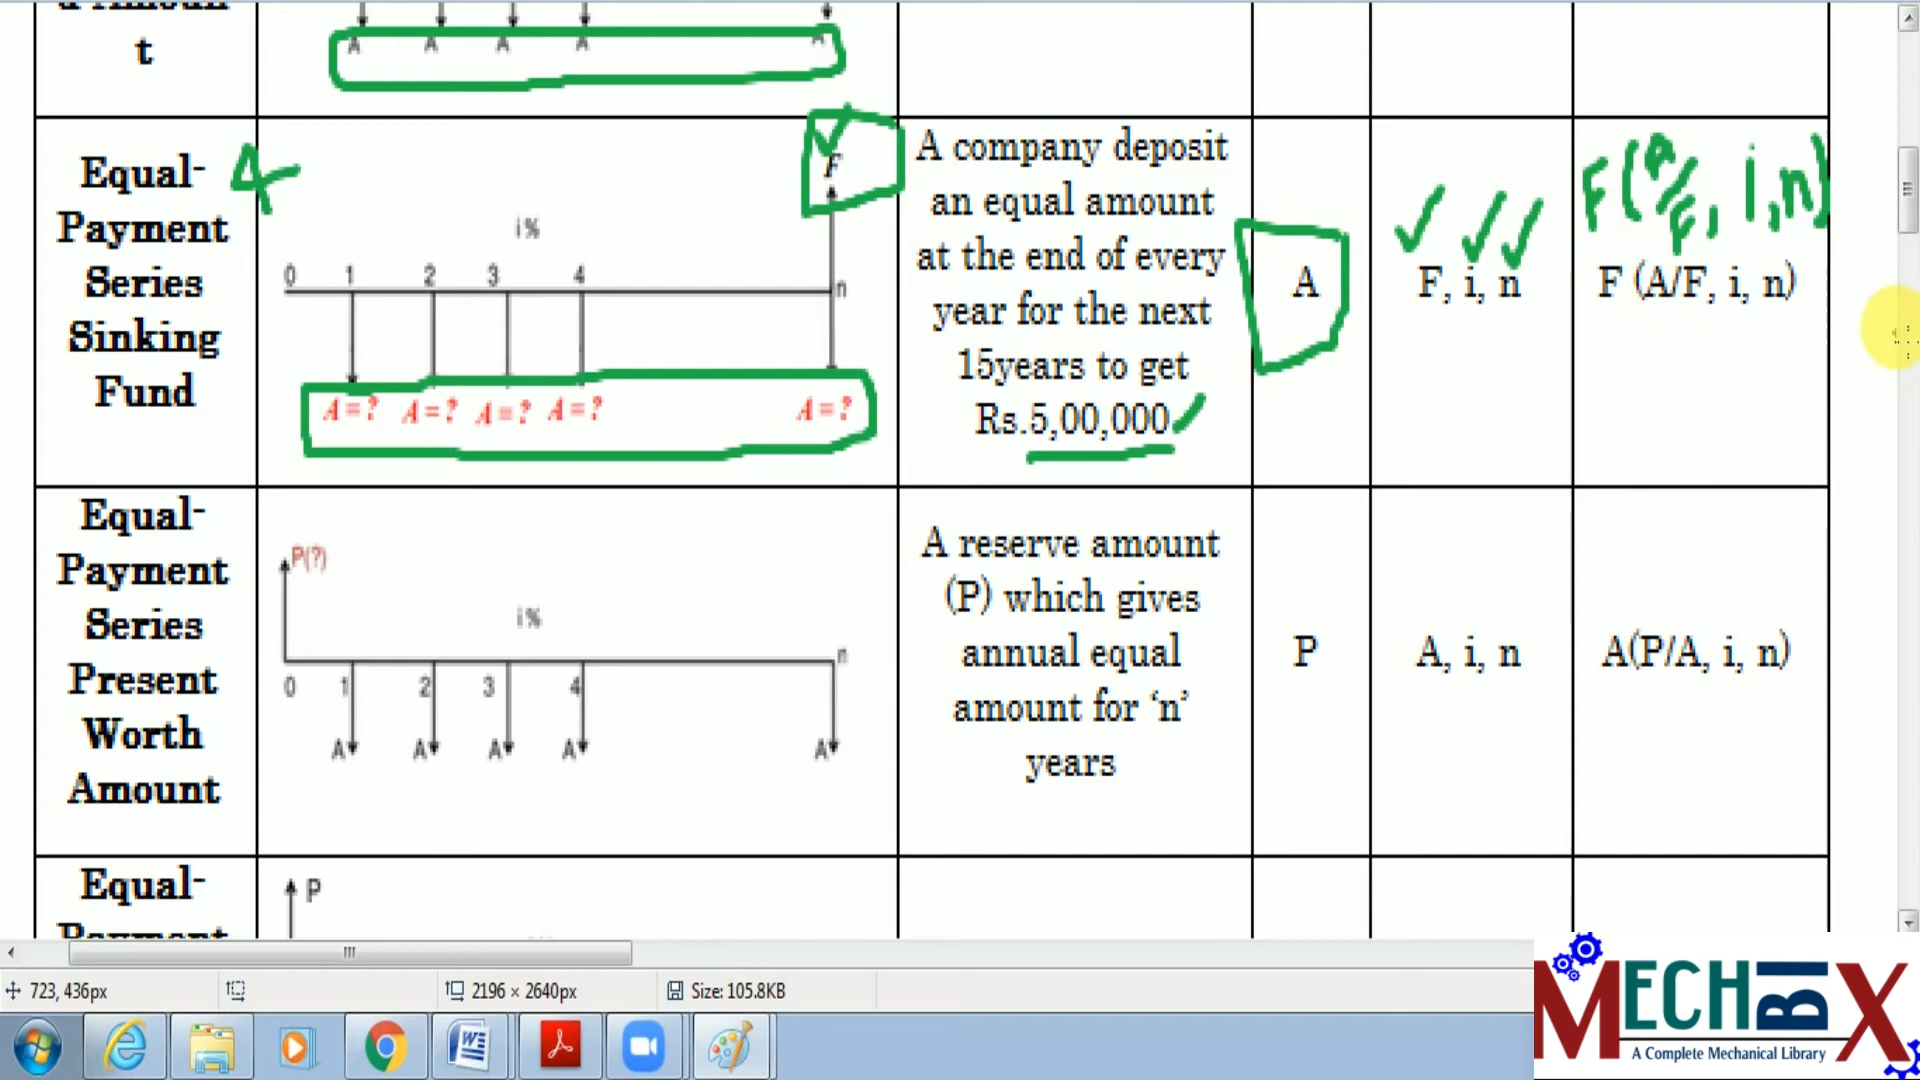 t
A A A A A
Equal-
Payment
Series
Sinking
Fund
4
F
i%
0 1 2 3 4 n
A=? A=? A=? A=? A=?
A company deposit
an equal amount
at the end of every
year for the next
15years to get
Rs.5,00,000
A
F, i, n
F (A/F, i, n)
F (A/F, i, n)
Equal-
Payment
Series
Present
Worth
Amount
P(?)
i%
n
0 1 2 3 4
A A A A A
A reserve amount
(P) which gives
annual equal
amount for ‘n’
years
P
A, i, n
A(P/A, i, n)
Equal-
P
723, 436px
2196 × 2640px
Size: 105.8KB
MECHBIX
A Complete Mechanical Library